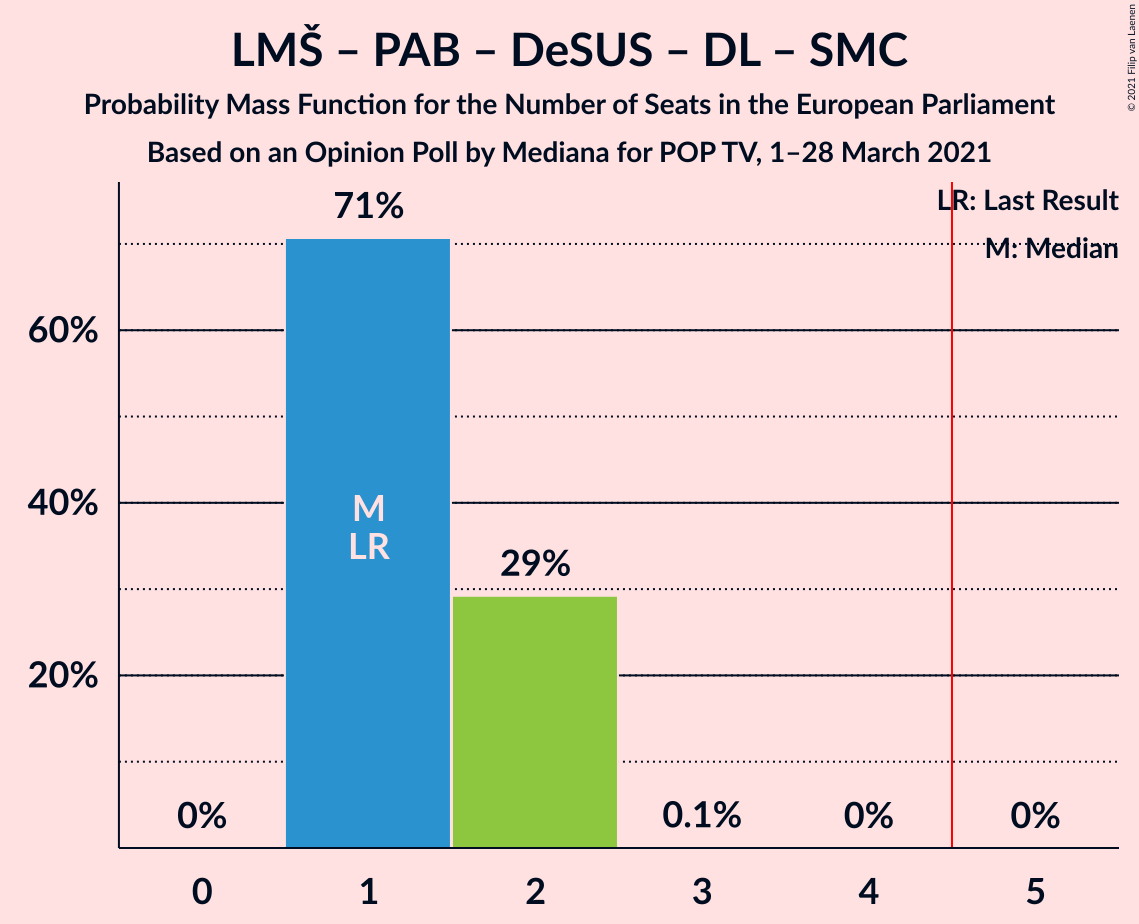 LMŠ – PAB – DeSUS – DL – SMC
Probability Mass Function for the Number of Seats in the European Parliament
Based on an Opinion Poll by Mediana for POP TV, 1–28 March 2021
© 2021 Filip van Laenen
LR: Last Result
M: Median
71%
60%
40%
20%
M
LR
29%
0%
0.1%
0%
0%
0
1
2
3
4
5